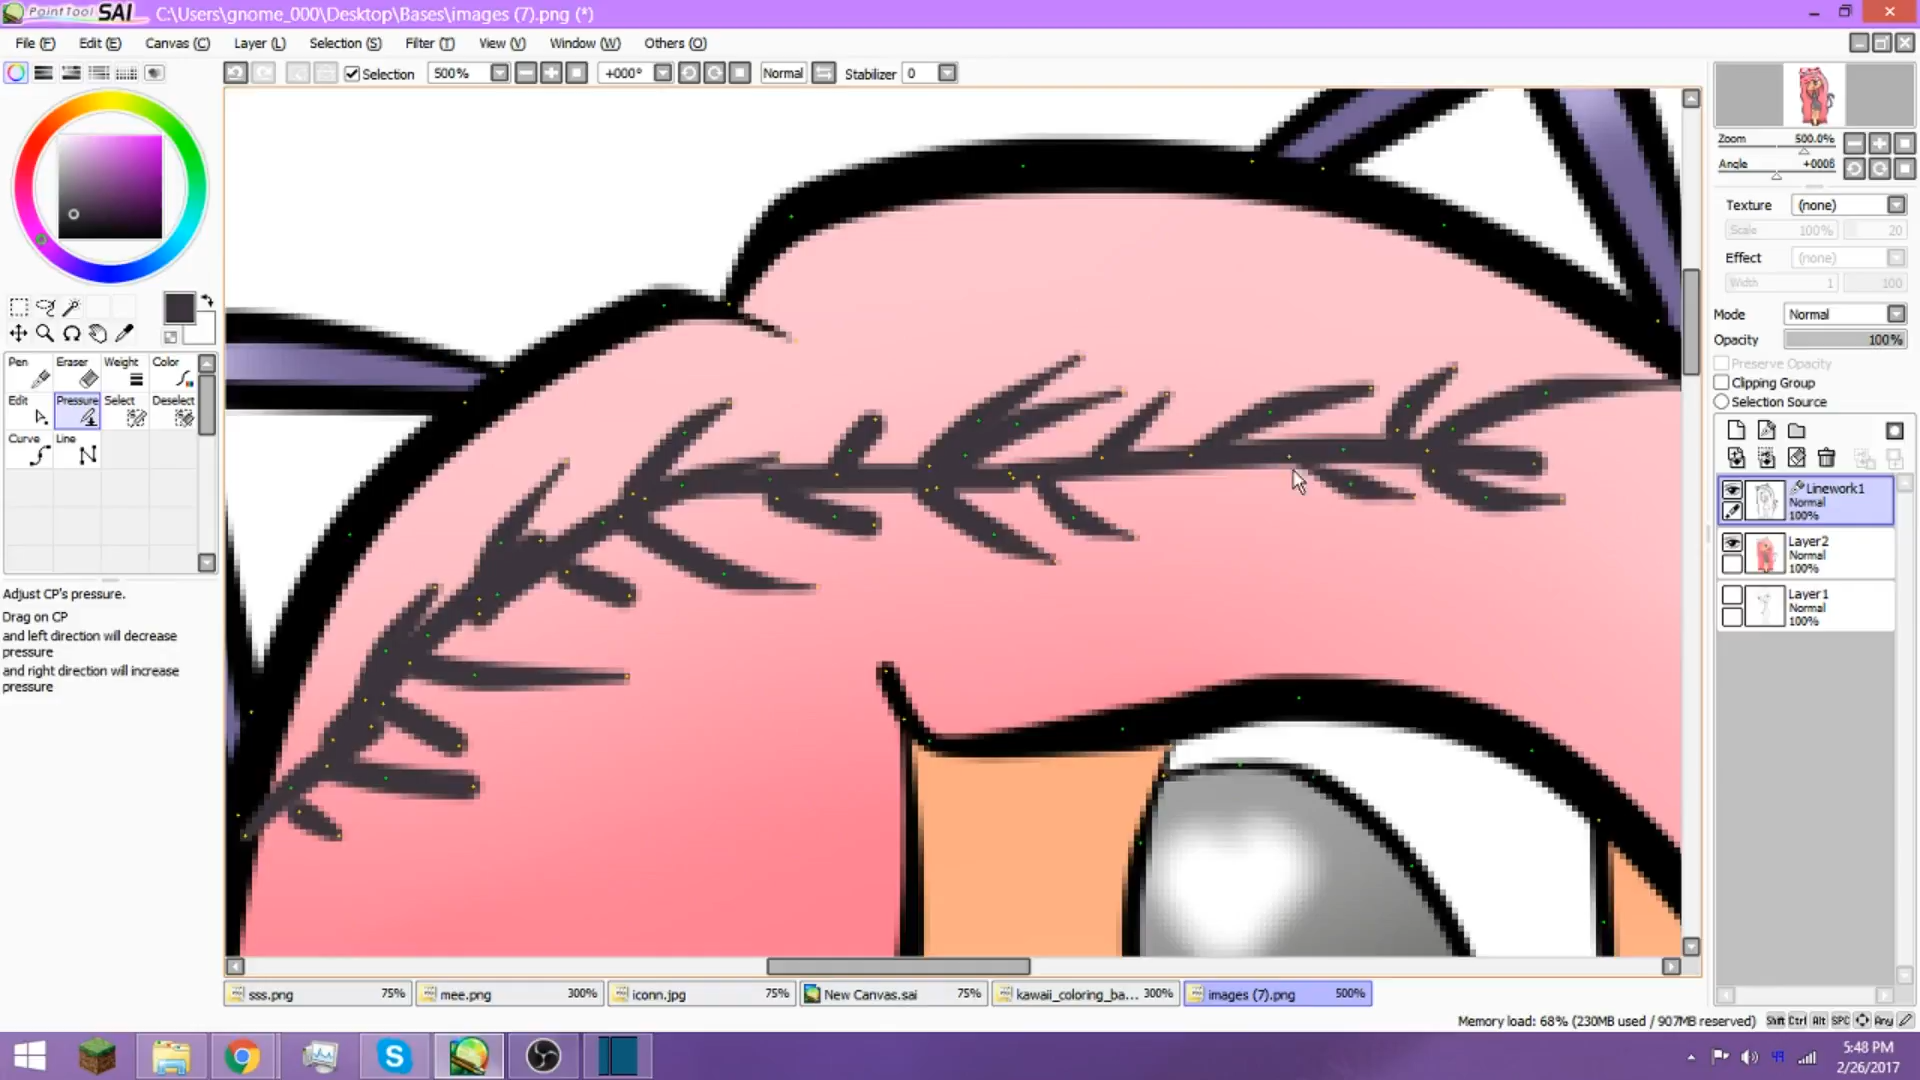 PaintTool SAI C:\Users\gnome_000\Desktop\Bases\images (7).png (*)
File (F) Edit (E) Canvas (C) Layer (L) Selection (S) Filter (T) View (V) Window (W) Others (O)
Selection 500% +000° Normal Stabilizer 0
Zoom 500.0%
Angle
Texture (none)
Scale 100% 20
Effect (none)
Width 1 100
Mode Normal
Opacity 100%
Preserve Opacity
Clipping Group
Selection Source
Pen Eraser Weight Color
Edit Pressure Select Deselect
Curve Line
Adjust CP's pressure.
Drag on CP
and left direction will decrease
pressure
and right direction will increase
pressure
Linework1
Normal
100%
Layer2
Normal
100%
Layer1
Normal
100%
sss.png 75% mee.png 300% iconn.jpg 75% New Canvas.sai 75% kawaii_coloring_ba... 300% images (7).png 500%
Memory load: 68% (230MB used / 907MB reserved) Shift Ctrl Alt SPC Any
5:48 PM
2/26/2017